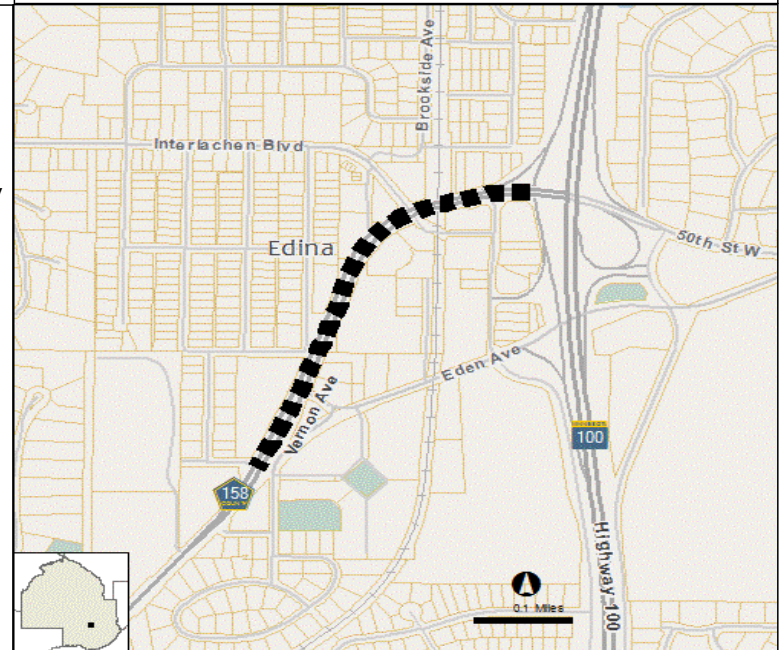 Brookside Ave
Interlachen Blvd
Edina
50th St W
Eden Ave
Vernon Ave
100
158
COUNTY
Highway 100
0.1 Miles